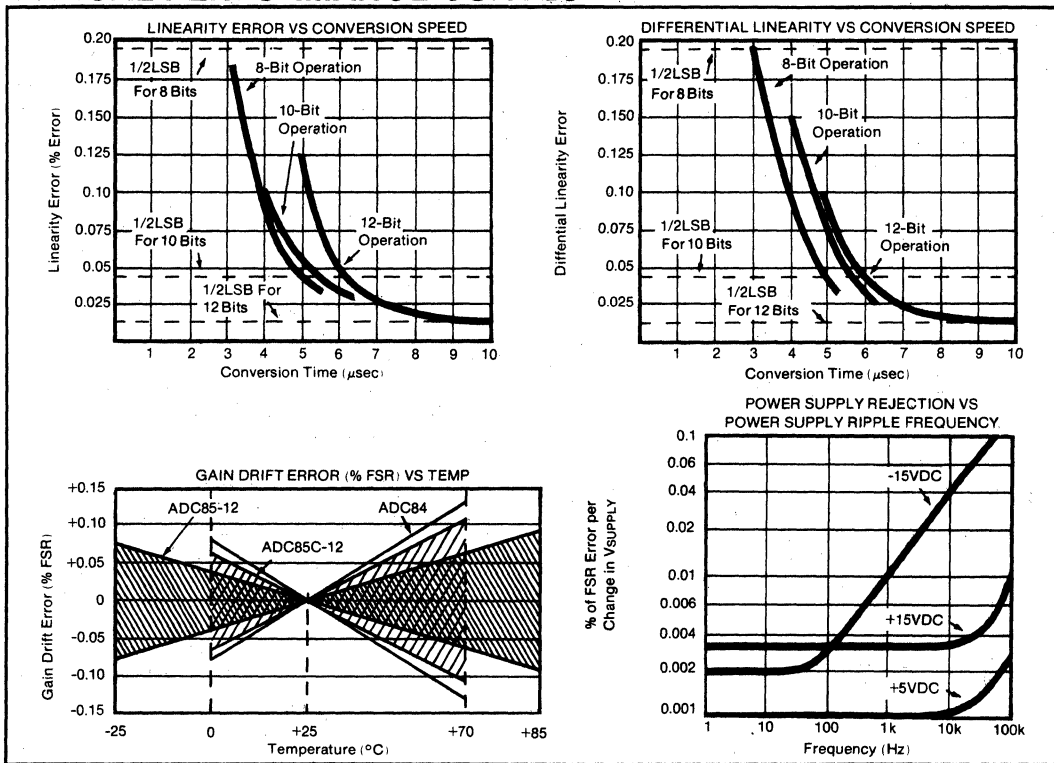 LINEARITY ERROR VS CONVERSION SPEED
0.20
0.175
0.150
0.125
0.10
0.05
0.025
Linearity Error (% Error)
1/2LSB
For 8 Bits
8-Bit Operation
10-Bit
Operation
1/2LSB
For 10 Bits
12-Bit
Operation
1/2LSB For
12 Bits
1 2 3 4 5 6 7 8 9 10
Conversion Time (μsec)
DIFFERENTIAL LINEARITY VS CONVERSION SPEED
0.20
0.175
0.150
0.125
0.10
0.05
0.025
Diffential Linearity Error
1/2LSB
For 8 Bits
8-Bit Operation
10-Bit
Operation
1/2LSB
For 10 Bits
12-Bit
Operation
1/2LSB
For 12 Bits
1 2 3 4 5 6 7 8 9 10
Conversion Time (μsec)
GAIN DRIFT ERROR (% FSR) VS TEMP
+0.15
+0.10
+0.05
0
-0.05
-0.10
-0.15
Gain Drift Error (% FSR)
ADC85-12
ADC85C-12
ADC84
-25 0 +25 +70 +85
Temperature (°C)
POWER SUPPLY REJECTION VS
POWER SUPPLY RIPPLE FREQUENCY
0.1
0.06
0.04
0.02
0.01
0.006
0.004
0.002
0.001
% of FSR Error per
Change in VSUPPLY
-15VDC
+15VDC
+5VDC
1 10 100 1k 10k 100k
Frequency (Hz)